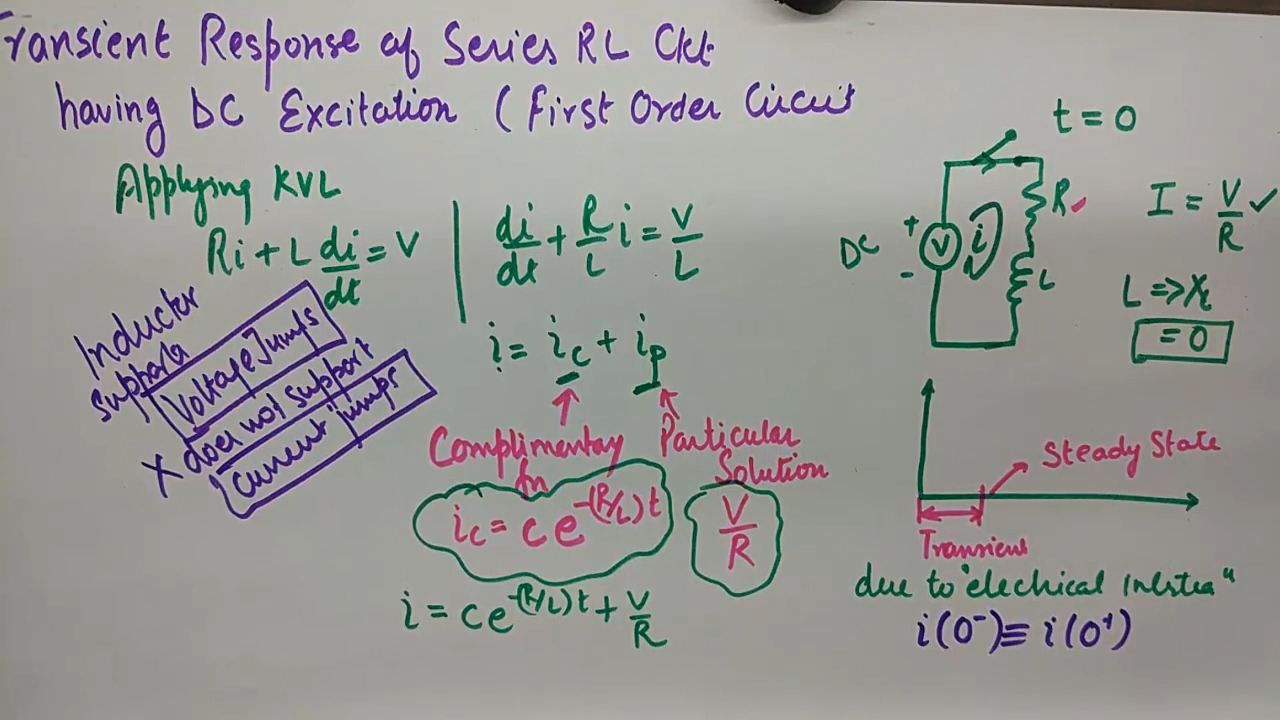 Transient Response of Series RL Ckt
having DC Excitation ( First Order Circuit
Applying KVL
Ri + L di/dt = V
di/dt + R/L i = V/L
i = ic + ip
Complimentary fn
Particular Solution
ic = c e^-(R/L)t
V/R
i = c e^-(R/L)t + V/R
Inductor
supports
Voltage Jumps
X does not support
current jumps
t = 0
DC
+
V
-
i
R
L
I = V/R ✓
L => XL
= 0
Steady State
Transient
due to "electrical Inertia"
i(0⁻) ≡ i(0⁺)